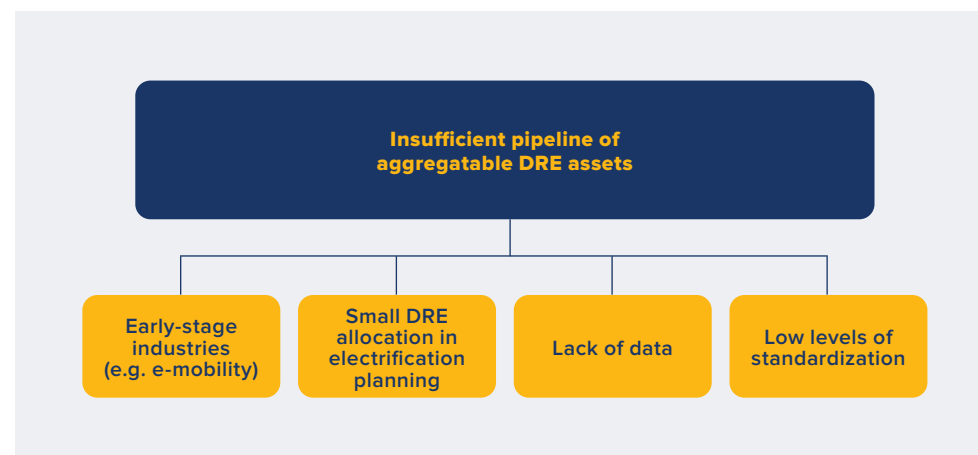 Insufficient pipeline of
aggregatable DRE assets
Early-stage
industries
(e.g. e-mobility)
Small DRE
allocation in
electrification
planning
Lack of data
Low levels of
standardization